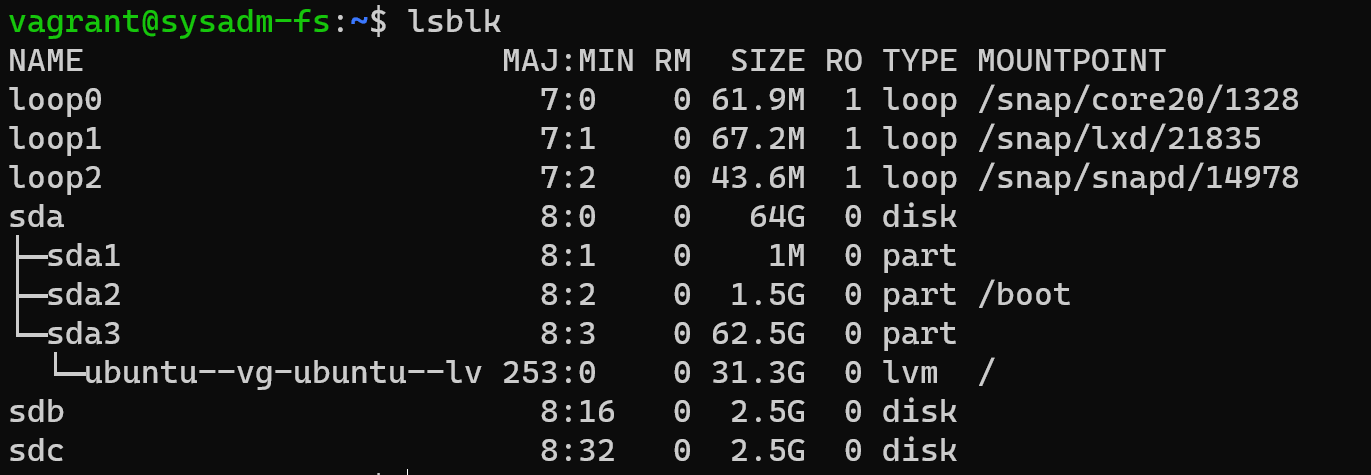 vagrant@sysadm-fs:~$ lsblk
NAME                      MAJ:MIN RM  SIZE RO TYPE MOUNTPOINT
loop0                       7:0    0 61.9M  1 loop /snap/core20/1328
loop1                       7:1    0 67.2M  1 loop /snap/lxd/21835
loop2                       7:2    0 43.6M  1 loop /snap/snapd/14978
sda                         8:0    0   64G  0 disk
├─sda1                      8:1    0    1M  0 part
├─sda2                      8:2    0  1.5G  0 part /boot
└─sda3                      8:3    0 62.5G  0 part
  └─ubuntu--vg-ubuntu--lv 253:0    0 31.3G  0 lvm  /
sdb                         8:16   0  2.5G  0 disk
sdc                         8:32   0  2.5G  0 disk